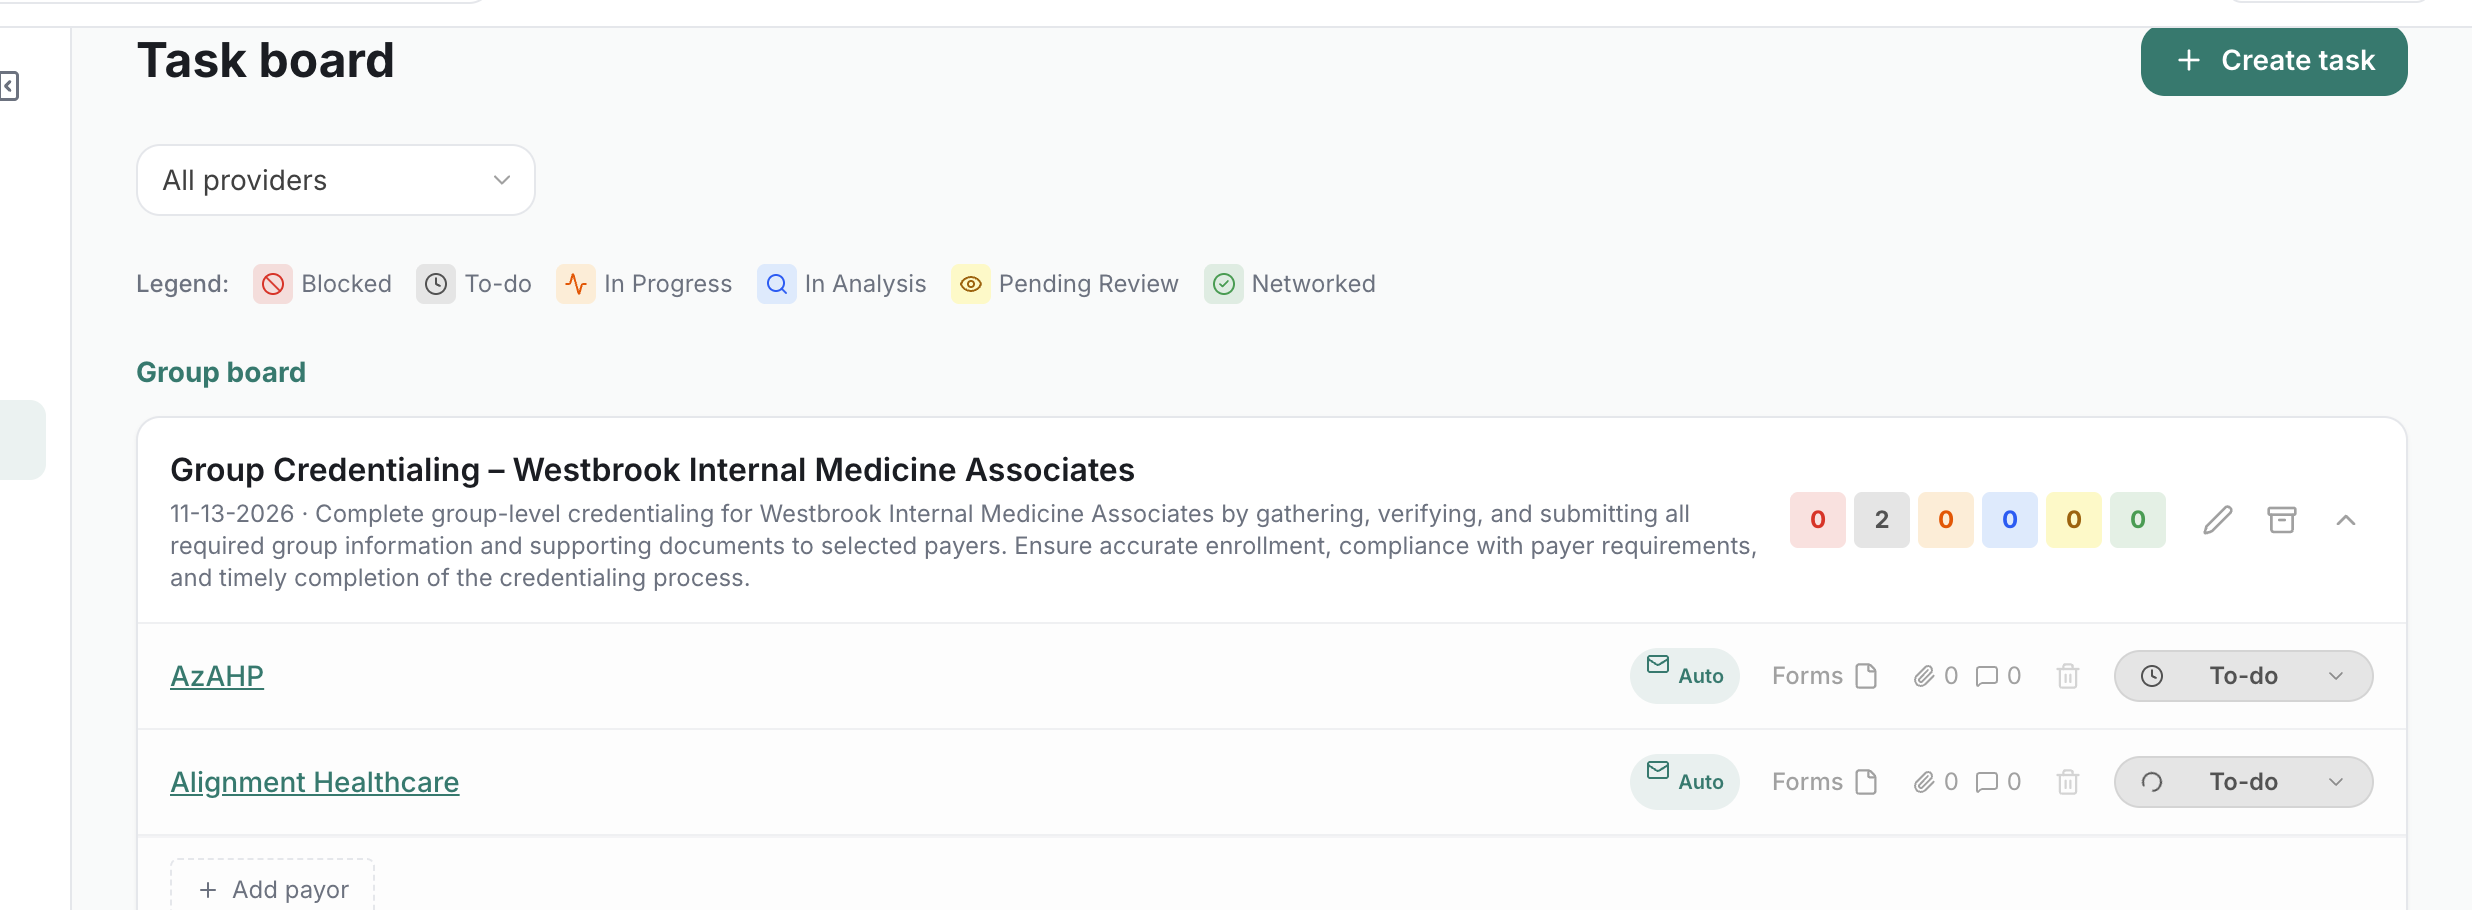 Task board
+ Create task
All providers
Legend: Blocked To-do In Progress In Analysis Pending Review Networked
Group board
Group Credentialing – Westbrook Internal Medicine Associates
11-13-2026 · Complete group-level credentialing for Westbrook Internal Medicine Associates by gathering, verifying, and submitting all
required group information and supporting documents to selected payers. Ensure accurate enrollment, compliance with payer requirements,
and timely completion of the credentialing process.
0 2 0 0 0 0
AzAHP Auto Forms 0 0 To-do
Alignment Healthcare Auto Forms 0 0 To-do
+ Add payor